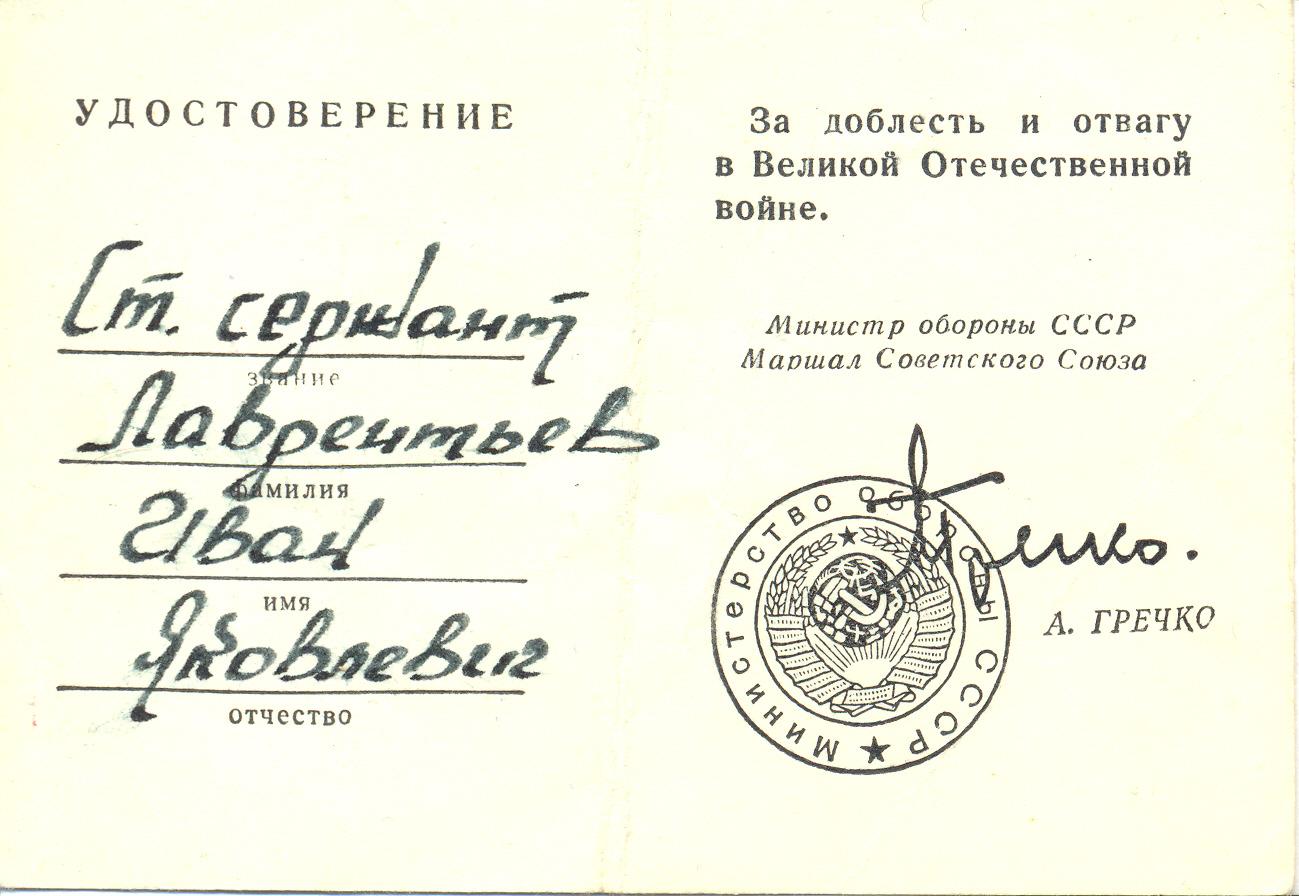 УДОСТОВЕРЕНИЕ
Ст. сержант
звание
Лаврентьев
фамилия
Иван
имя
Яковлевич
отчество
За доблесть и отвагу
в Великой Отечественной
войне.
Министр обороны СССР
Маршал Советского Союза
Гречко.
Министерство обороны СССР
А. ГРЕЧКО